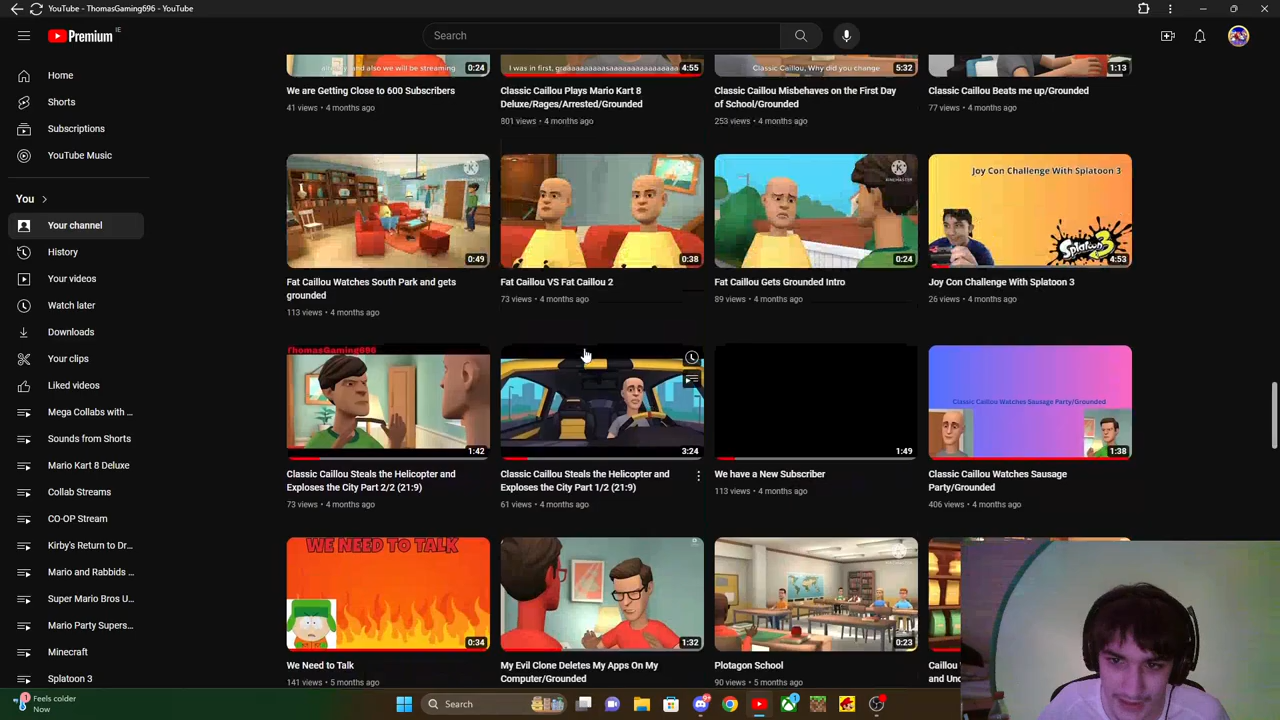 YouTube - ThomasGaming696 - YouTube
Premium IE
Search
Home
Shorts
Subscriptions
YouTube Music
You
Your channel
History
Your videos
Watch later
Downloads
Your clips
Liked videos
Mega Collabs with ...
Sounds from Shorts
Mario Kart 8 Deluxe
Collab Streams
CO-OP Stream
Kirby's Return to Dr...
Mario and Rabbids ...
Super Mario Bros U...
Mario Party Supers...
Minecraft
Splatoon 3
and also we will be streaming
0:24
We are Getting Close to 600 Subscribers
41 views • 4 months ago
4:55
Classic Caillou Plays Mario Kart 8
Deluxe/Rages/Arrested/Grounded
801 views • 4 months ago
Classic Caillou, Why did you change
5:32
Classic Caillou Misbehaves on the First Day
of School/Grounded
253 views • 4 months ago
1:13
Classic Caillou Beats me up/Grounded
77 views • 4 months ago
0:49
Fat Caillou Watches South Park and gets
grounded
113 views • 4 months ago
0:38
Fat Caillou VS Fat Caillou 2
73 views • 4 months ago
KINEMASTER
0:24
Fat Caillou Gets Grounded Intro
89 views • 4 months ago
Joy Con Challenge With Splatoon 3
Splatoon 3
4:53
Joy Con Challenge With Splatoon 3
26 views • 4 months ago
ThomasGaming696
1:42
Classic Caillou Steals the Helicopter and
Exploses the City Part 2/2 (21:9)
73 views • 4 months ago
3:24
Classic Caillou Steals the Helicopter and
Exploses the City Part 1/2 (21:9)
61 views • 4 months ago
1:49
We have a New Subscriber
113 views • 4 months ago
Classic Caillou Watches Sausage Party/Grounded
1:38
Classic Caillou Watches Sausage
Party/Grounded
406 views • 4 months ago
WE NEED TO TALK
0:34
We Need to Talk
141 views • 5 months ago
1:32
My Evil Clone Deletes My Apps On My
Computer/Grounded
0:23
Plotagon School
90 views • 5 months ago
Caillou
and Unc
Feels colder
Now
Search